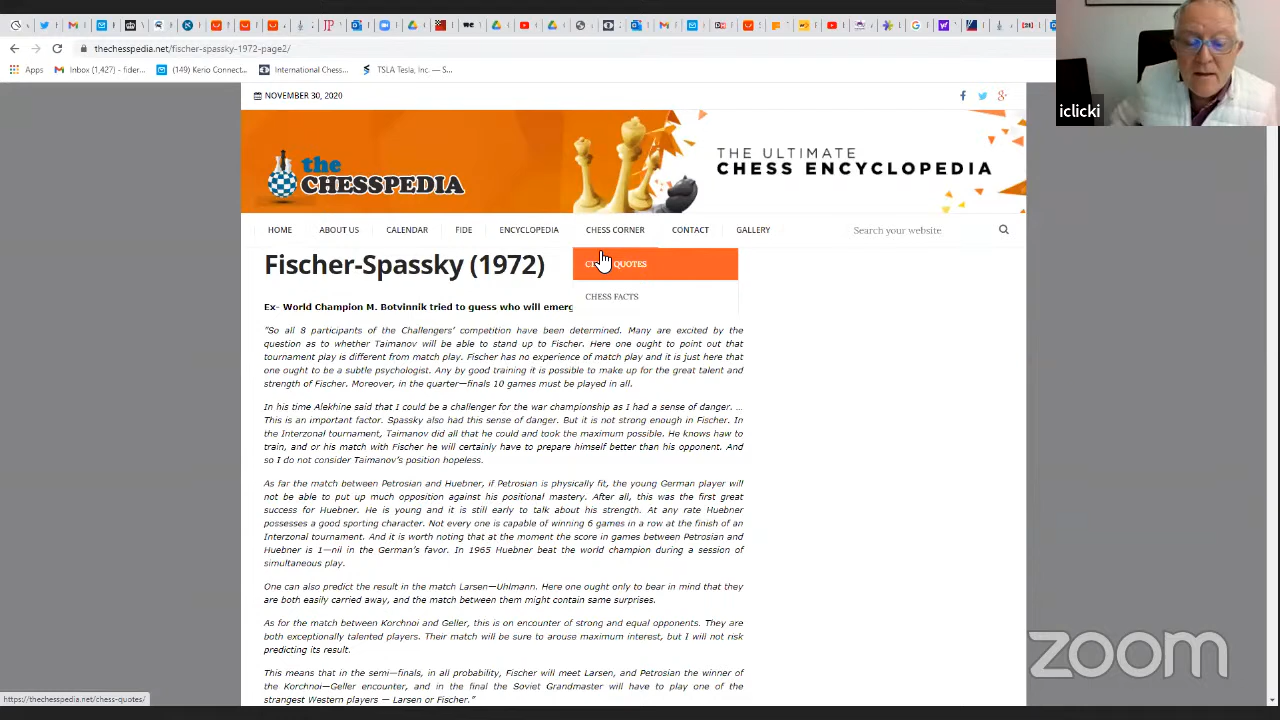 thechesspedia.net/fischer-spassky-1972-page2/
Apps
Inbox (1,427) - fider...
(149) Keno Connect...
International Chess...
TSLA Tesla, Inc. — S...
iclicki
NOVEMBER 30, 2020
the
CHESSPEDIA
THE ULTIMATE
CHESS ENCYCLOPEDIA
HOME ABOUT US CALENDAR FIDE ENCYCLOPEDIA CHESS CORNER CONTACT GALLERY Search your website
Fischer-Spassky (1972)
QUOTES
CHESS FACTS
Ex- World Champion M. Botvinnik tried to guess who will emerg
"So all 8 participants of the Challengers' competition have been determined. Many are excited by the
question as to whether Taimanov will be able to stand up to Fischer. Here one ought to point out that
tournament play is different from match play. Fischer has no experience of match play and it is just here that
one ought to be a subtle psychologist. Any by good training it is possible to make up for the great talent and
strength of Fischer. Moreover, in the quarter—finals 10 games must be played in all.
In his time Alekhine said that I could be a challenger for the war championship as I had a sense of danger. ...
This is an important factor. Spassky also had this sense of danger. But it is not strong enough in Fischer. In
the Interzonal tournament, Taimanov did all that he could and took the maximum possible. He knows haw to
train, and or his match with Fischer he will certainly have to prepare himself better than his opponent. And
so I do not consider Taimanov's position hopeless.
As far the match between Petrosian and Huebner, if Petrosian is physically fit, the young German player will
not be able to put up much opposition against his positional mastery. After all, this was the first great
success for Huebner. He is young and it is still early to talk about his strength. At any rate Huebner
possesses a good sporting character. Not every one is capable of winning 6 games in a row at the finish of an
Interzonal tournament. And it is worth noting that at the moment the score in games between Petrosian and
Huebner is 1—nil in the German's favor. In 1965 Huebner beat the world champion during a session of
simultaneous play.
One can also predict the result in the match Larsen—Uhlmann. Here one ought only to bear in mind that they
are both easily carried away, and the match between them might contain same surprises.
As for the match between Korchnoi and Geller, this is on encounter of strong and equal opponents. They are
both exceptionally talented players. Their match will be sure to arouse maximum interest, but I will not risk
predicting its result.
This means that in the semi—finals, in all probability, Fischer will meet Larsen, and Petrosian the winner of
the Korchnoi—Geller encounter, and in the final the Soviet Grandmaster will have to play one of the
strangest Western players — Larsen or Fischer."
https://thechesspedia.net/chess-quotes/
zoom